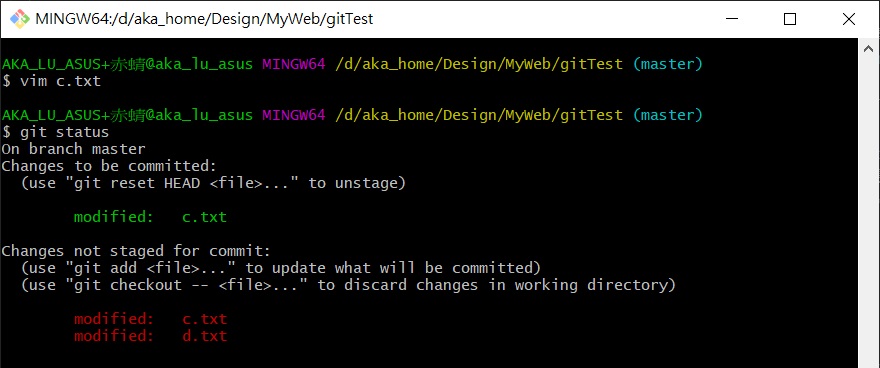 MINGW64:/d/aka_home/Design/MyWeb/gitTest
AKA_LU_ASUS+赤蜻@aka_lu_asus MINGW64 /d/aka_home/Design/MyWeb/gitTest (master)
$ vim c.txt
AKA_LU_ASUS+赤蜻@aka_lu_asus MINGW64 /d/aka_home/Design/MyWeb/gitTest (master)
$ git status
On branch master
Changes to be committed:
  (use "git reset HEAD <file>..." to unstage)
        modified:   c.txt
Changes not staged for commit:
  (use "git add <file>..." to update what will be committed)
  (use "git checkout -- <file>..." to discard changes in working directory)
        modified:   c.txt
        modified:   d.txt